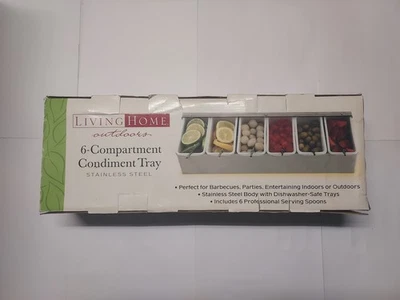 LIVING HOME
outdoors
6-Compartment
Condiment Tray
STAINLESS STEEL
• Perfect for Barbecues, Parties, Entertaining Indoors or Outdoors
• Stainless Steel Body with Dishwasher-Safe Trays
• Includes 6 Professional Serving Spoons